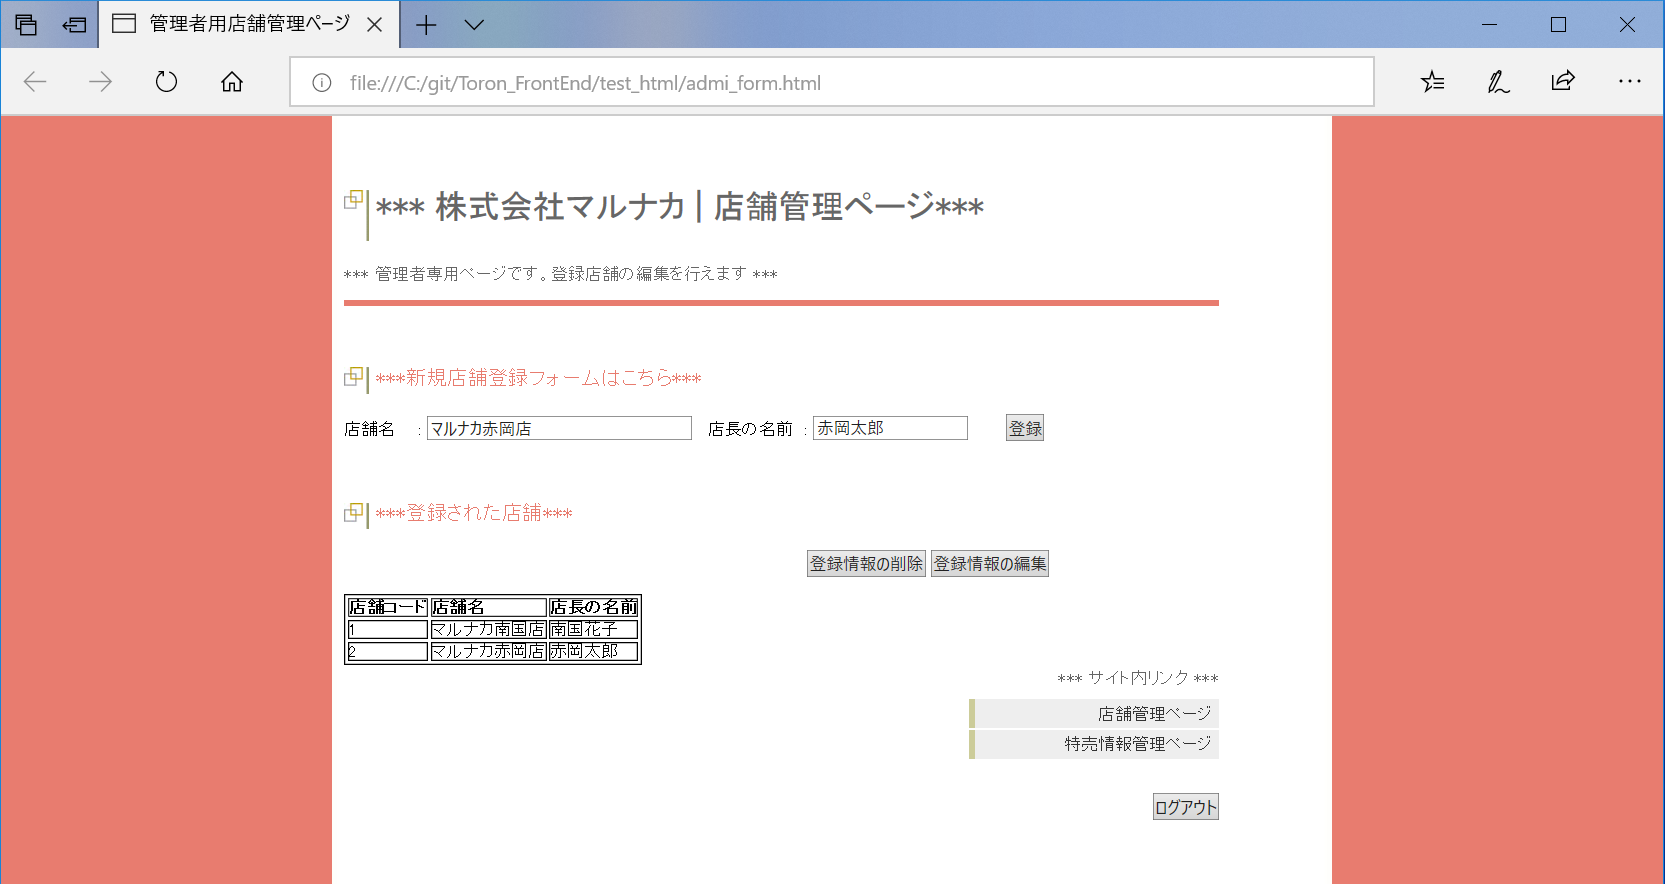 管理者用店舗管理ページ
file:///C:/git/Toron_FrontEnd/test_html/admi_form.html
*** 株式会社マルナカ | 店舗管理ページ***
*** 管理者専用ページです。登録店舗の編集を行えます ***
***新規店舗登録フォームはこちら***
店舗名 : マルナカ赤岡店 店長の名前 : 赤岡太郎 登録
***登録された店舗***
登録情報の削除 登録情報の編集
店舗コード 店舗名 店長の名前
1 マルナカ南国店 南国花子
2 マルナカ赤岡店 赤岡太郎
*** サイト内リンク ***
店舗管理ページ
特売情報管理ページ
ログアウト